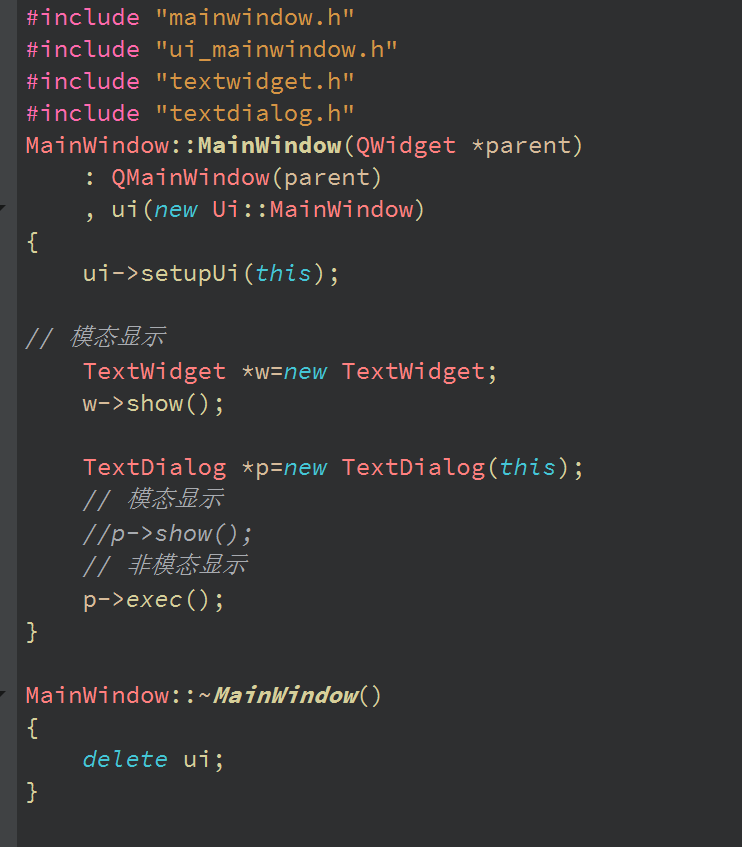 #include "mainwindow.h"
#include "ui_mainwindow.h"
#include "textwidget.h"
#include "textdialog.h"
MainWindow::MainWindow(QWidget *parent)
    : QMainWindow(parent)
    , ui(new Ui::MainWindow)
{
    ui->setupUi(this);

// 模态显示
    TextWidget *w=new TextWidget;
    w->show();

    TextDialog *p=new TextDialog(this);
    // 模态显示
    //p->show();
    // 非模态显示
    p->exec();
}

MainWindow::~MainWindow()
{
    delete ui;
}